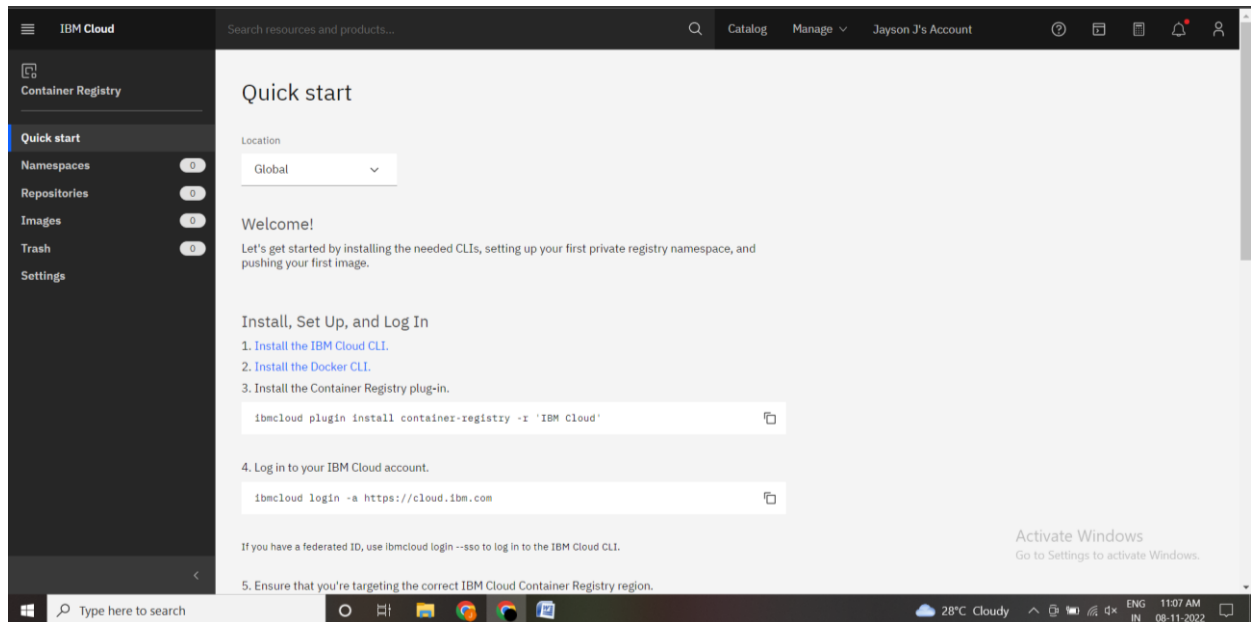 IBM Cloud
Search resources and products...
Catalog
Manage
Jayson J's Account
Container Registry
Quick start
Namespaces 0
Repositories 0
Images 0
Trash 0
Settings
Quick start
Location
Global
Welcome!
Let's get started by installing the needed CLIs, setting up your first private registry namespace, and
pushing your first image.
Install, Set Up, and Log In
1. Install the IBM Cloud CLI.
2. Install the Docker CLI.
3. Install the Container Registry plug-in.
ibmcloud plugin install container-registry -r 'IBM Cloud'
4. Log in to your IBM Cloud account.
ibmcloud login -a https://cloud.ibm.com
If you have a federated ID, use ibmcloud login --sso to log in to the IBM Cloud CLI.
5. Ensure that you're targeting the correct IBM Cloud Container Registry region.
Activate Windows
Go to Settings to activate Windows.
Type here to search
28°C Cloudy
ENG
IN
11:07 AM
08-11-2022